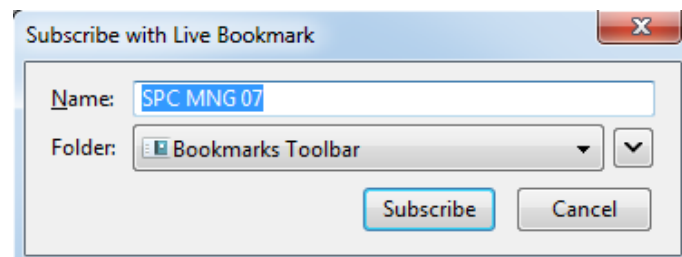 Subscribe with Live Bookmark
Name: SPC MNG 07
Folder: Bookmarks Toolbar
Subscribe Cancel